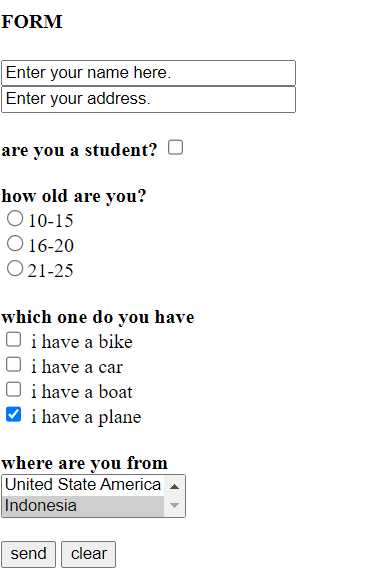 FORM
Enter your name here.
Enter your address.
are you a student?
how old are you?
10-15
16-20
21-25
which one do you have
i have a bike
i have a car
i have a boat
i have a plane
where are you from
United State America
Indonesia
send clear